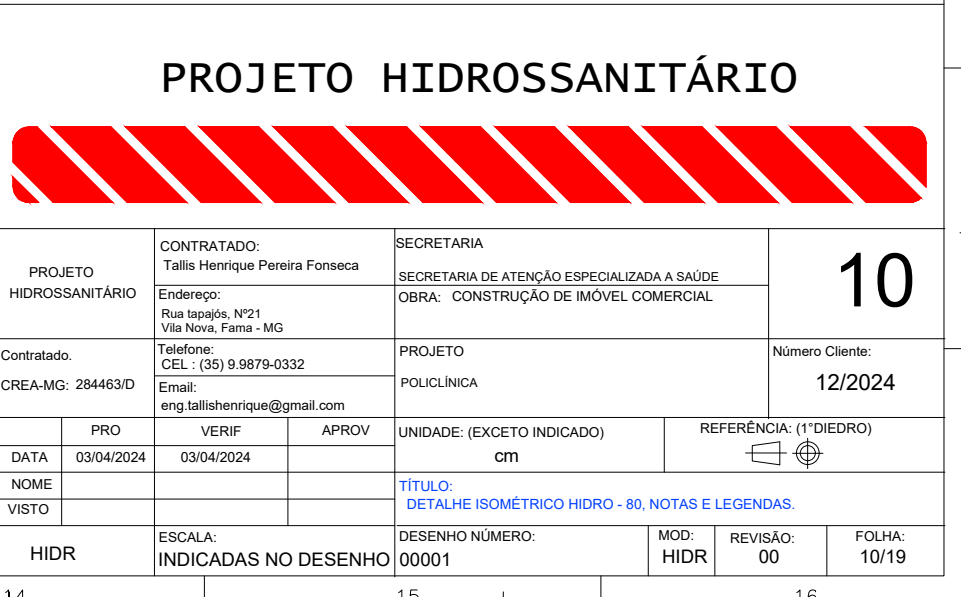 PROJETO HIDROSSANITÁRIO
PROJETO
HIDROSSANITÁRIO
CONTRATADO:
Tallis Henrique Pereira Fonseca
Endereço:
Rua tapajós, Nº21
Vila Nova, Fama - MG
SECRETARIA
SECRETARIA DE ATENÇÃO ESPECIALIZADA A SAÚDE
OBRA: CONSTRUÇÃO DE IMÓVEL COMERCIAL
10
Contratado.
CREA-MG: 284463/D
Telefone:
CEL : (35) 9.9879-0332
Email:
eng.tallishenrique@gmail.com
PROJETO
POLICLÍNICA
Número Cliente:
12/2024
PRO VERIF APROV
DATA 03/04/2024 03/04/2024
NOME
VISTO
UNIDADE: (EXCETO INDICADO)
cm
REFERÊNCIA: (1°DIEDRO)
TÍTULO:
DETALHE ISOMÉTRICO HIDRO - 80, NOTAS E LEGENDAS.
HIDR
ESCALA:
INDICADAS NO DESENHO
DESENHO NÚMERO:
00001
MOD:
HIDR
REVISÃO:
00
FOLHA:
10/19
14 15 16